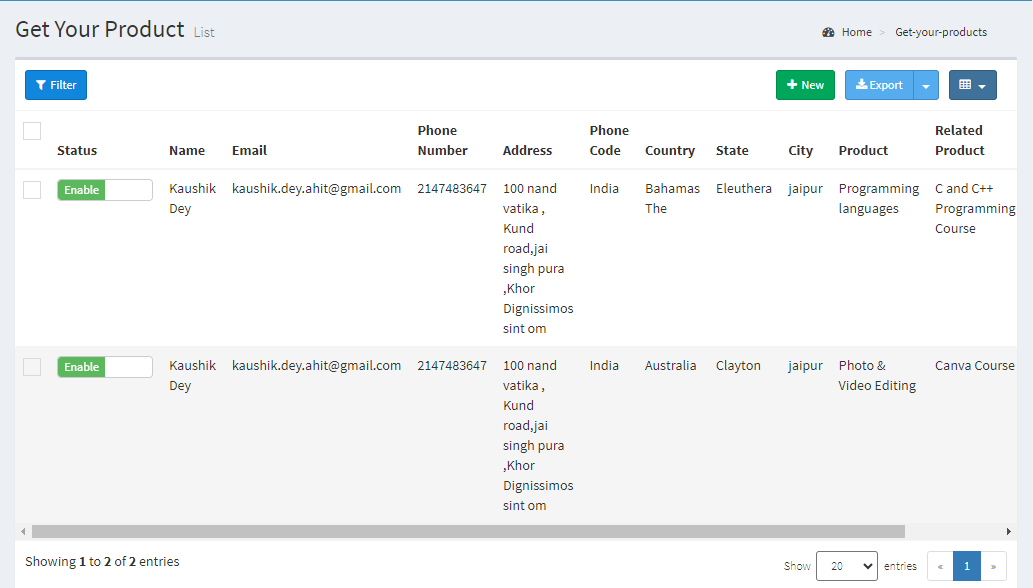 Get Your Product List
Home > Get-your-products
Filter
New
Export
Status
Name
Email
Phone
Number
Address
Phone
Code
Country
State
City
Product
Related
Product
Enable
Kaushik
Dey
kaushik.dey.ahit@gmail.com
2147483647
100 nand
vatika ,
Kund
road,jai
singh pura
,Khor
Dignissimos
sint om
India
Bahamas
The
Eleuthera
jaipur
Programming
languages
C and C++
Programming
Course
Enable
Kaushik
Dey
kaushik.dey.ahit@gmail.com
2147483647
100 nand
vatika ,
Kund
road,jai
singh pura
,Khor
Dignissimos
sint om
India
Australia
Clayton
jaipur
Photo &
Video Editing
Canva Course
Showing 1 to 2 of 2 entries
Show 20 entries
« 1 »